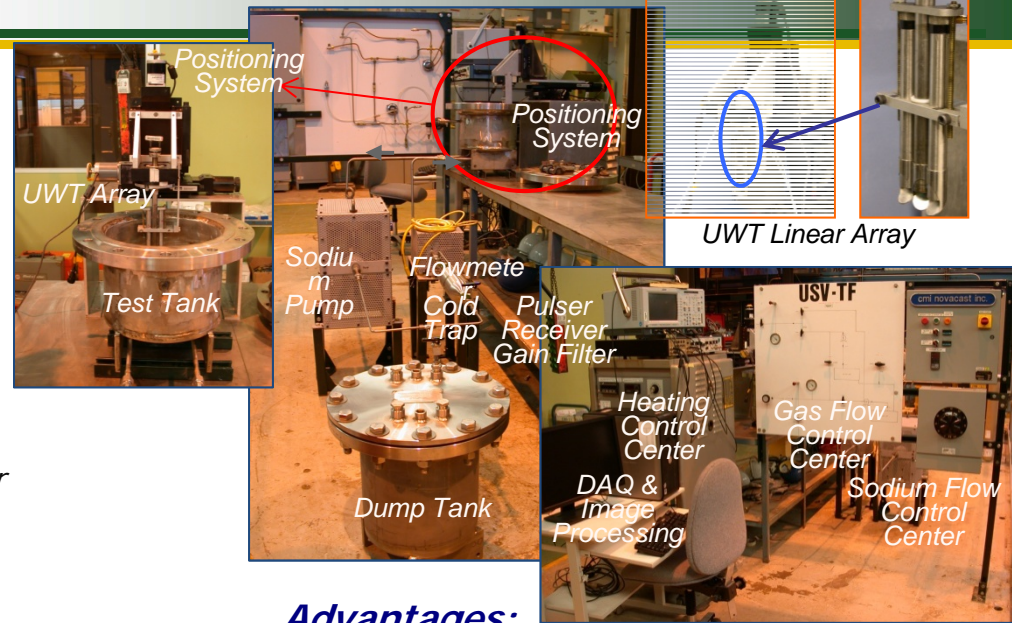 Positioning
System
UWT Array
Test Tank
Positioning
System
Sodiu
m
Pump
Flowmete
r
Cold
Trap
Pulser
Receiver
Gain Filter
Dump Tank
UWT Linear Array
USV-TF
cmi novacast inc.
Heating
Control
Center
Gas Flow
Control
Center
DAQ &
Image
Processing
Sodium Flow
Control
Center
r
Advantages: